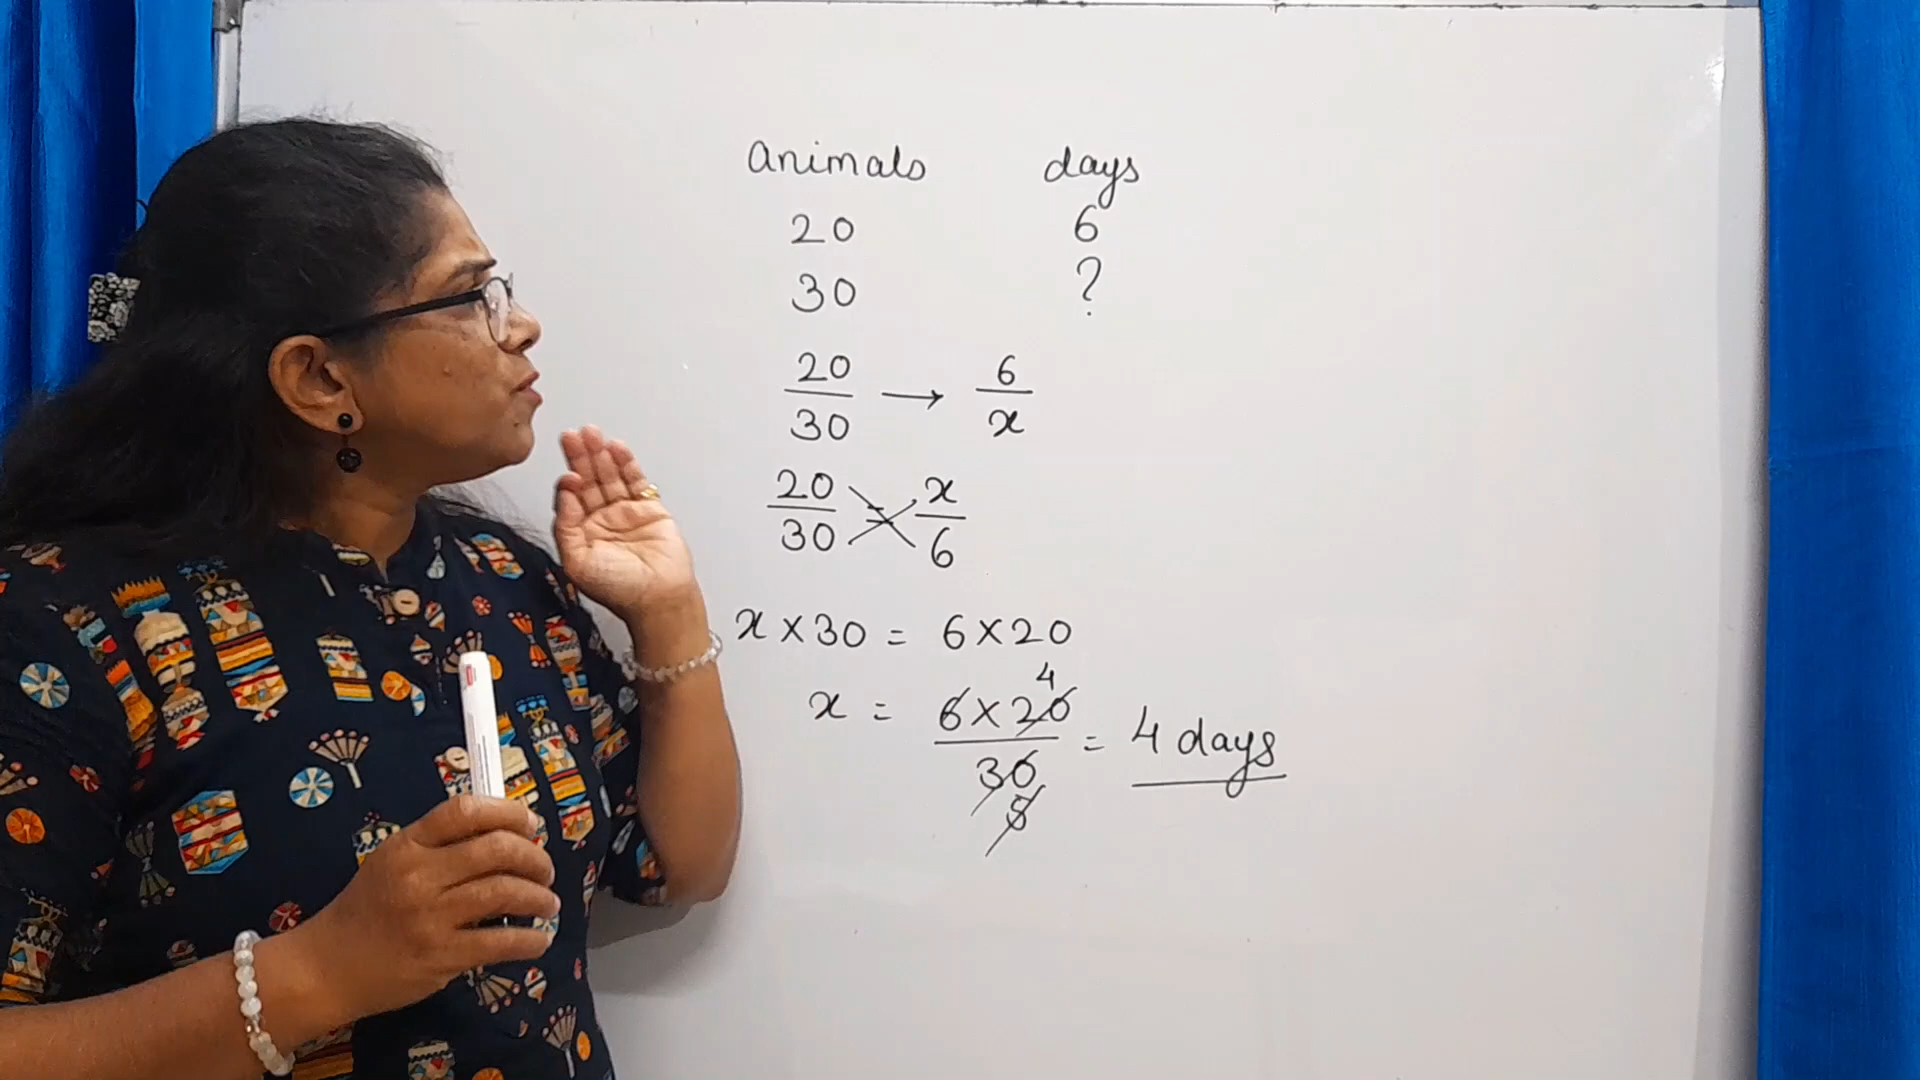 animals days
20 6
30 ?
20/30 → 6/x
20/30 = x/6
x × 30 = 6 × 20
4
x = 6 × 20 / 30 = 4 days
5